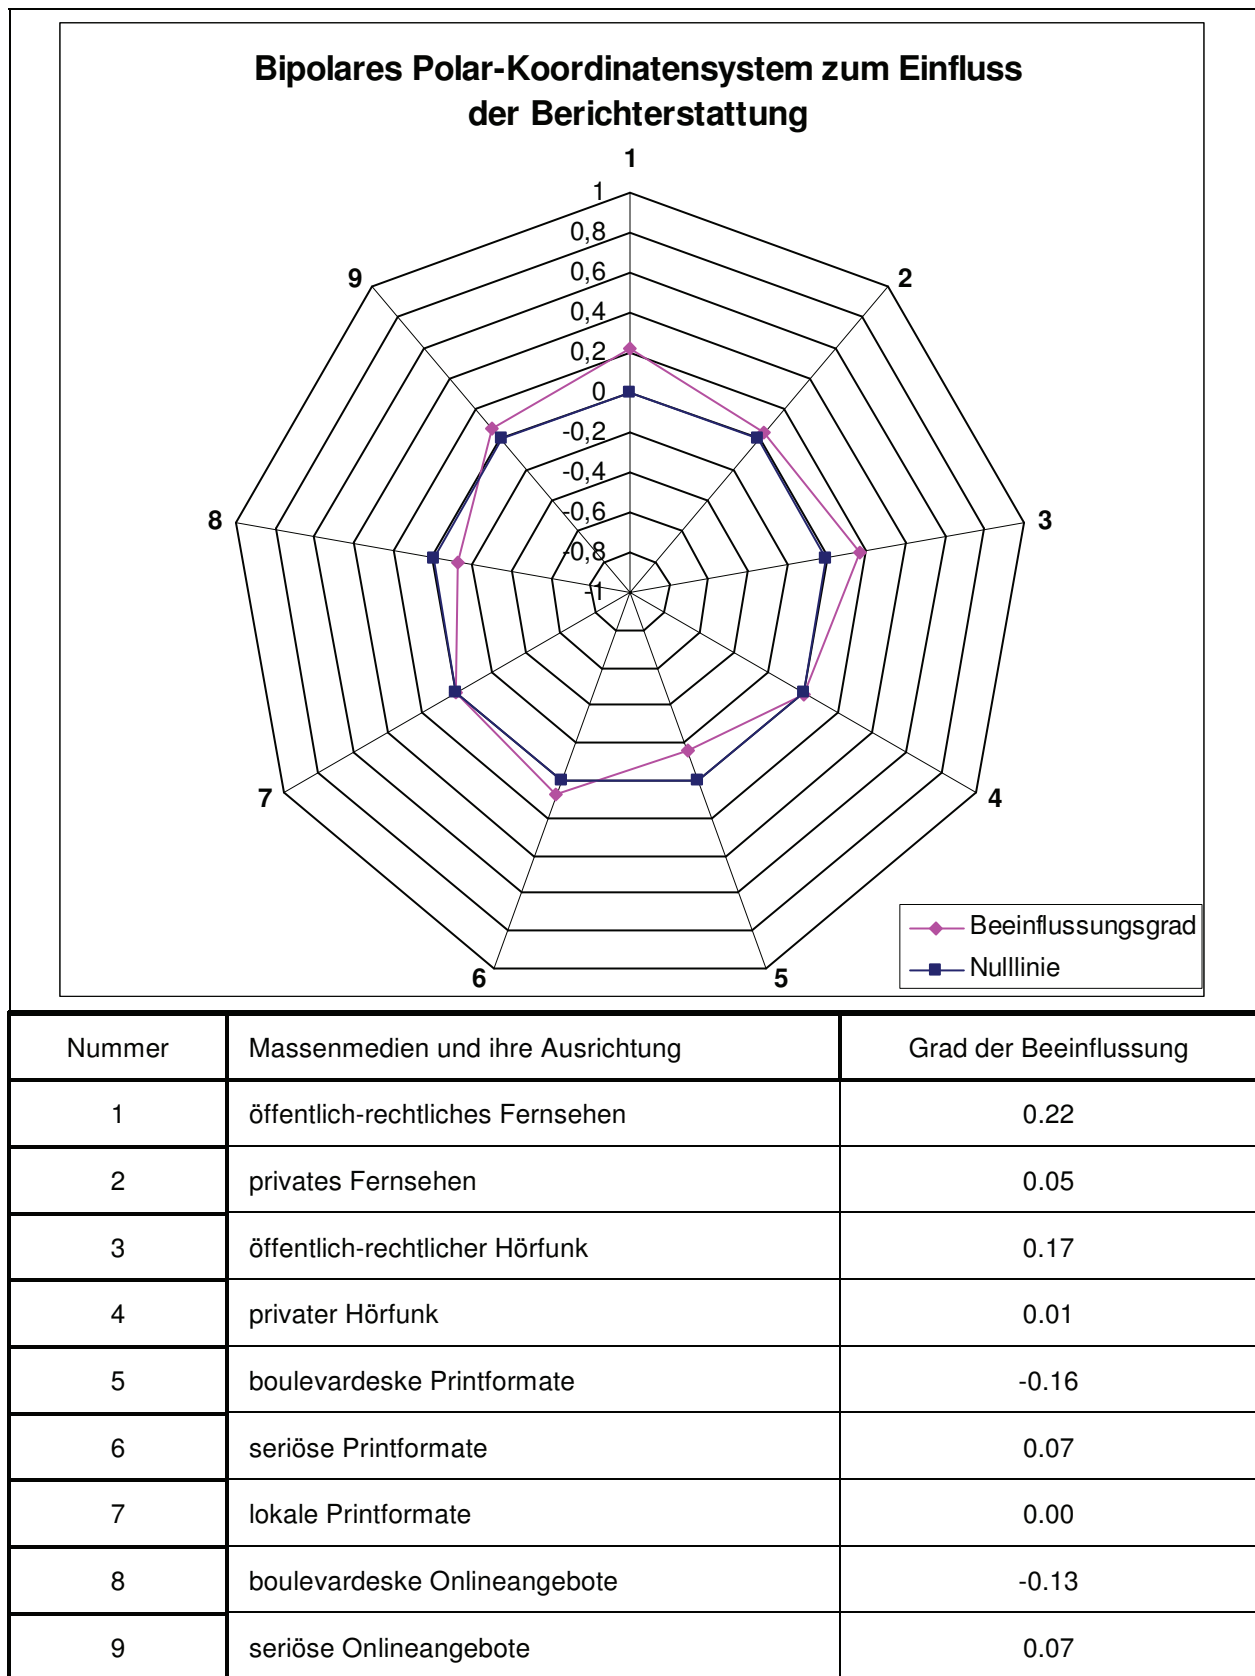 Bipolares Polar-Koordinatensystem zum Einfluss
der Berichterstattung
1
1
0,8
0,6
0,4
0,2
0
-0,2
-0,4
-0,6
-0,8
-1
2
3
4
5
6
7
8
9
Beeinflussungsgrad
Nulllinie
Nummer Massenmedien und ihre Ausrichtung Grad der Beeinflussung
1 öffentlich-rechtliches Fernsehen 0.22
2 privates Fernsehen 0.05
3 öffentlich-rechtlicher Hörfunk 0.17
4 privater Hörfunk 0.01
5 boulevardeske Printformate -0.16
6 seriöse Printformate 0.07
7 lokale Printformate 0.00
8 boulevardeske Onlineangebote -0.13
9 seriöse Onlineangebote 0.07